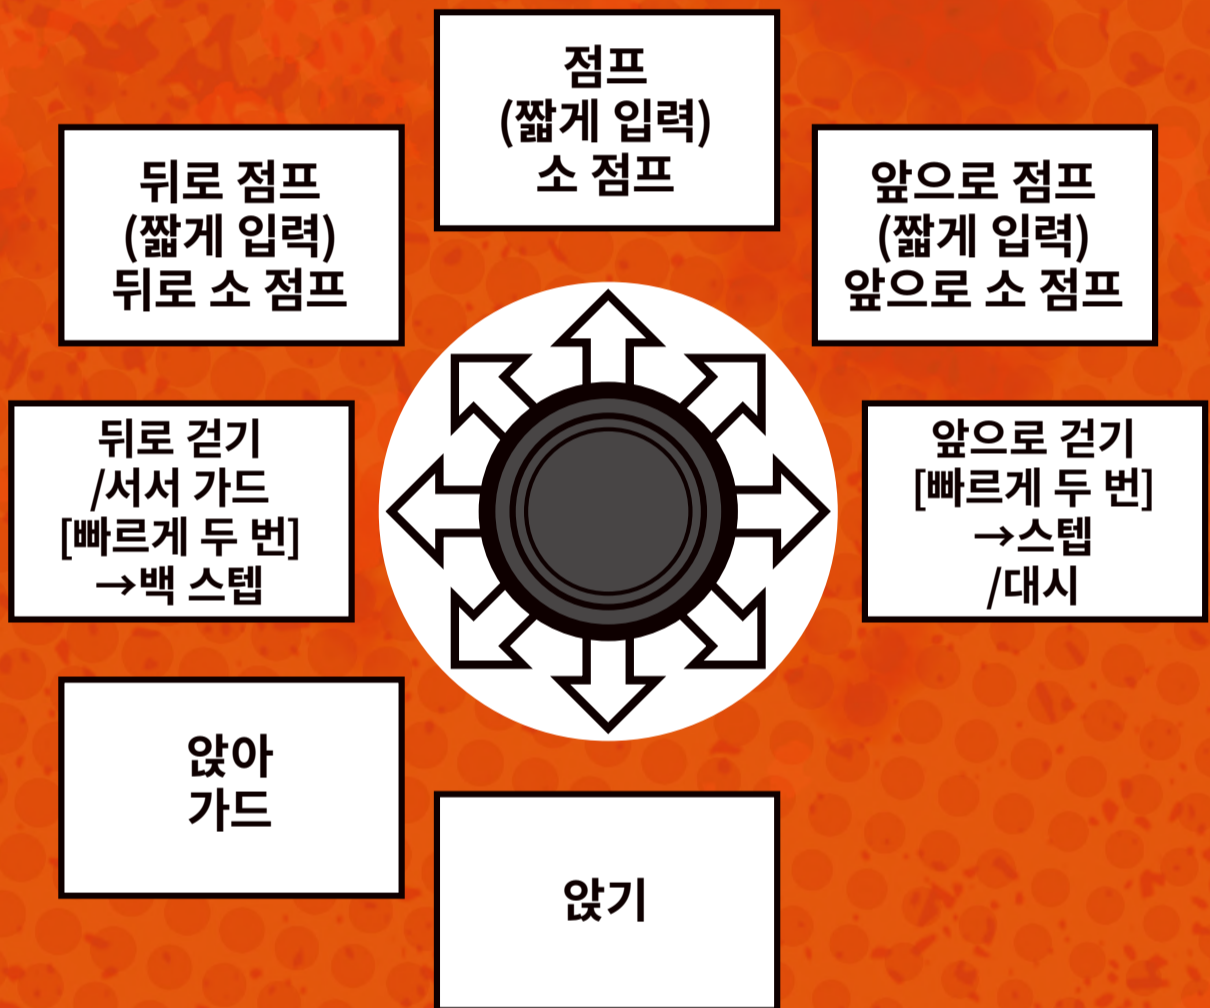 점프
(짧게 입력)
소 점프
뒤로 점프
(짧게 입력)
뒤로 소 점프
앞으로 점프
(짧게 입력)
앞으로 소 점프
뒤로 걷기
/서서 가드
[빠르게 두 번]
→백 스텝
앞으로 걷기
[빠르게 두 번]
→스텝
/대시
앉아
가드
앉기